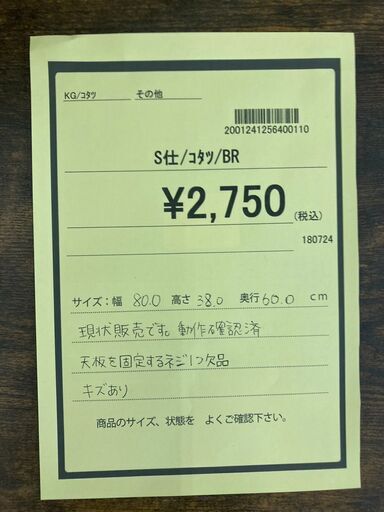 KG/ｺﾀﾂ その他
2001241256400110
S仕/ｺﾀﾂ/BR
¥2,750 (税込)
180724
サイズ：幅 80.0 高さ 38.0 奥行 60.0 cm
現状販売です。動作確認済
天板を固定するネジ1つ欠品
キズあり
商品のサイズ、状態を よくご確認下さい。